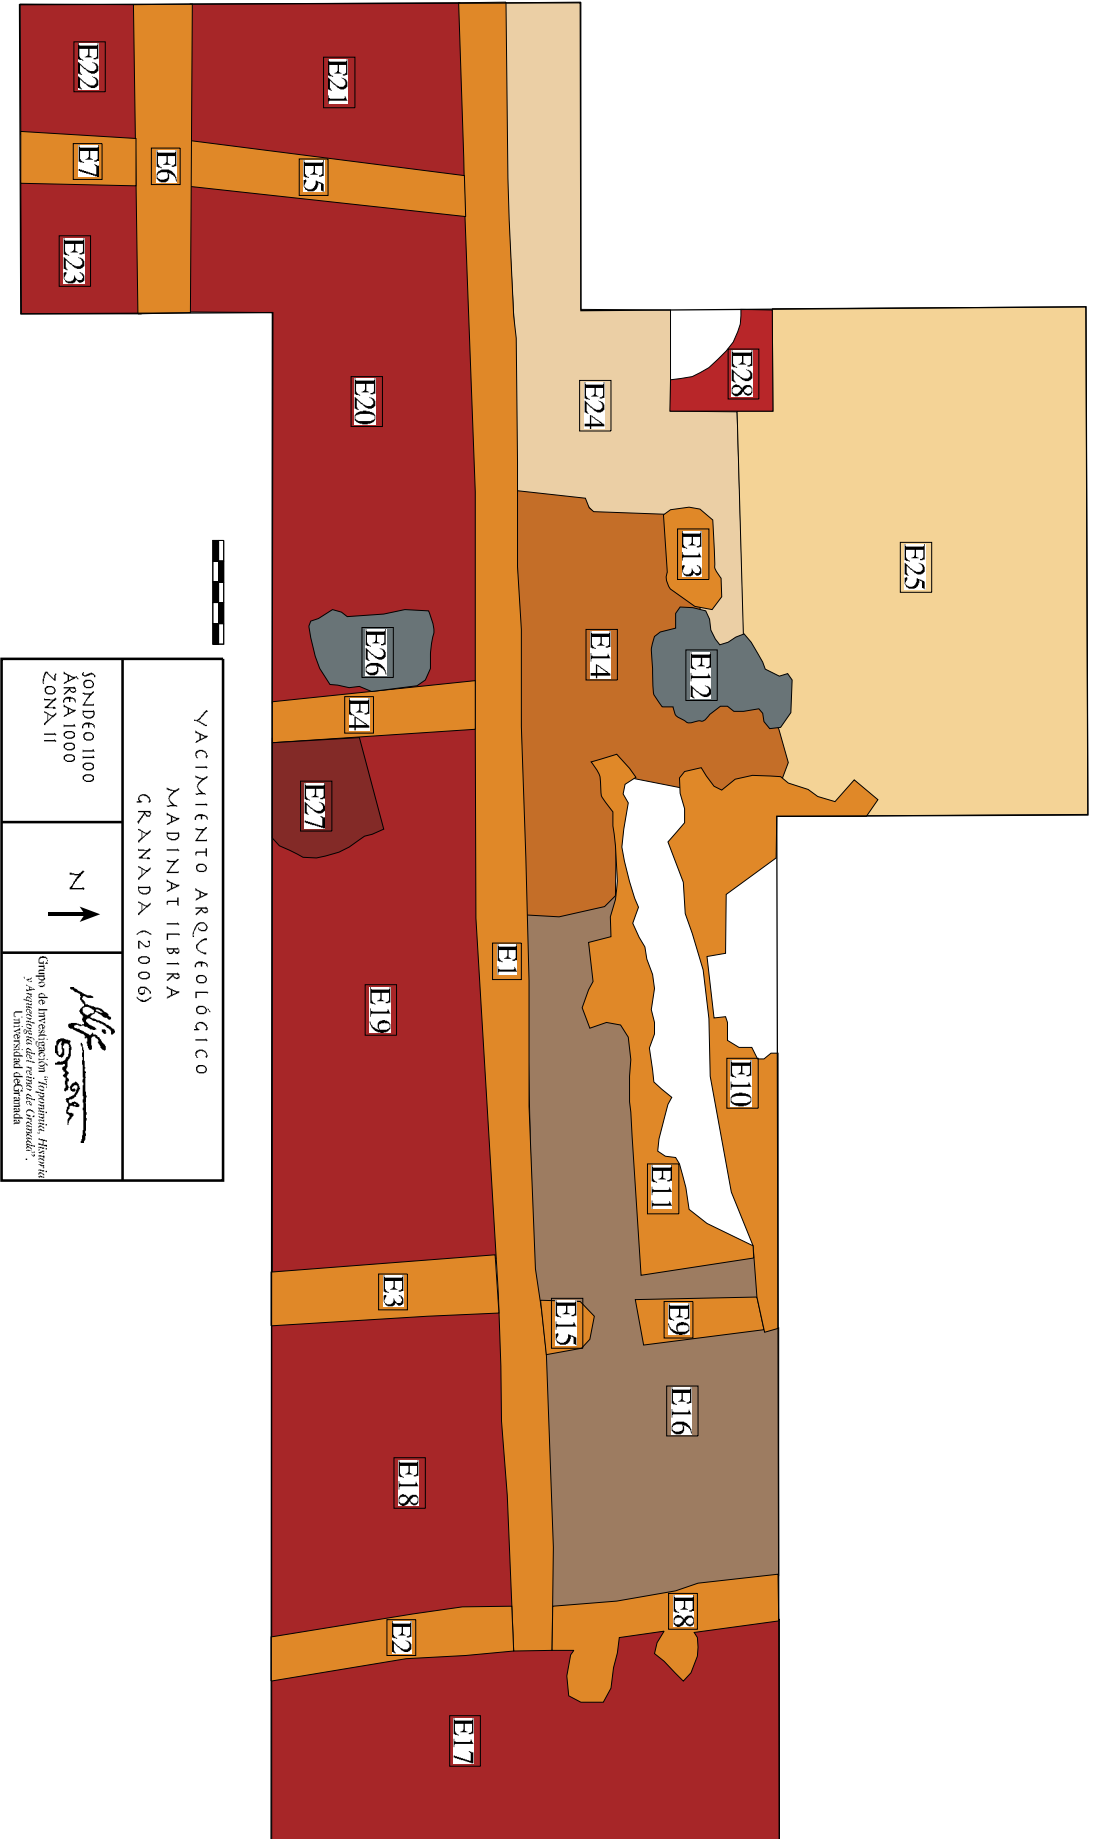 E22
E21
E7
E6
E5
E23
E28
E20
E24
E13
E25
E26
E14
E12
E4
E27
E1
E19
E10
E11
E3
E15
E9
E16
E18
E8
E2
E17
YACIMIENTO ARQUEOLÓGICO
MADINAT ILBIRA
GRANADA (2006)
SONDEO 1100
ÁREA 1000
ZONA II
N
Grupo de Investigación "Toponimia, Historia
y Arqueología del reino de Granada".
Universidad deGranada